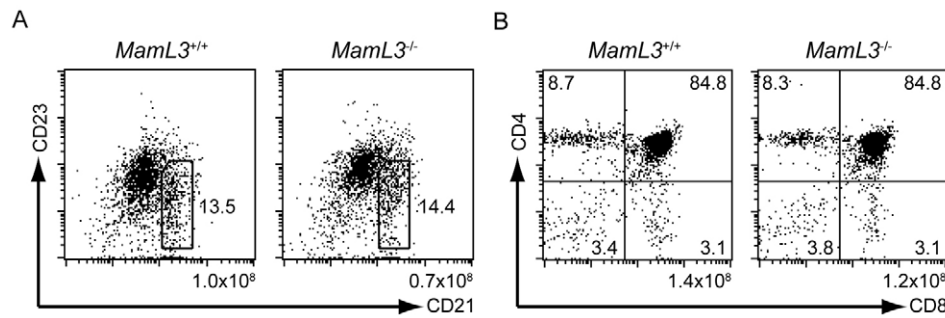 A
B
MamL3+/+
MamL3-/-
MamL3+/+
MamL3-/-
CD23
13.5
14.4
CD4
8.7
84.8
8.3
84.8
3.4
3.1
3.8
3.1
1.0x10⁸
0.7x10⁸
1.4x10⁸
1.2x10⁸
CD21
CD8